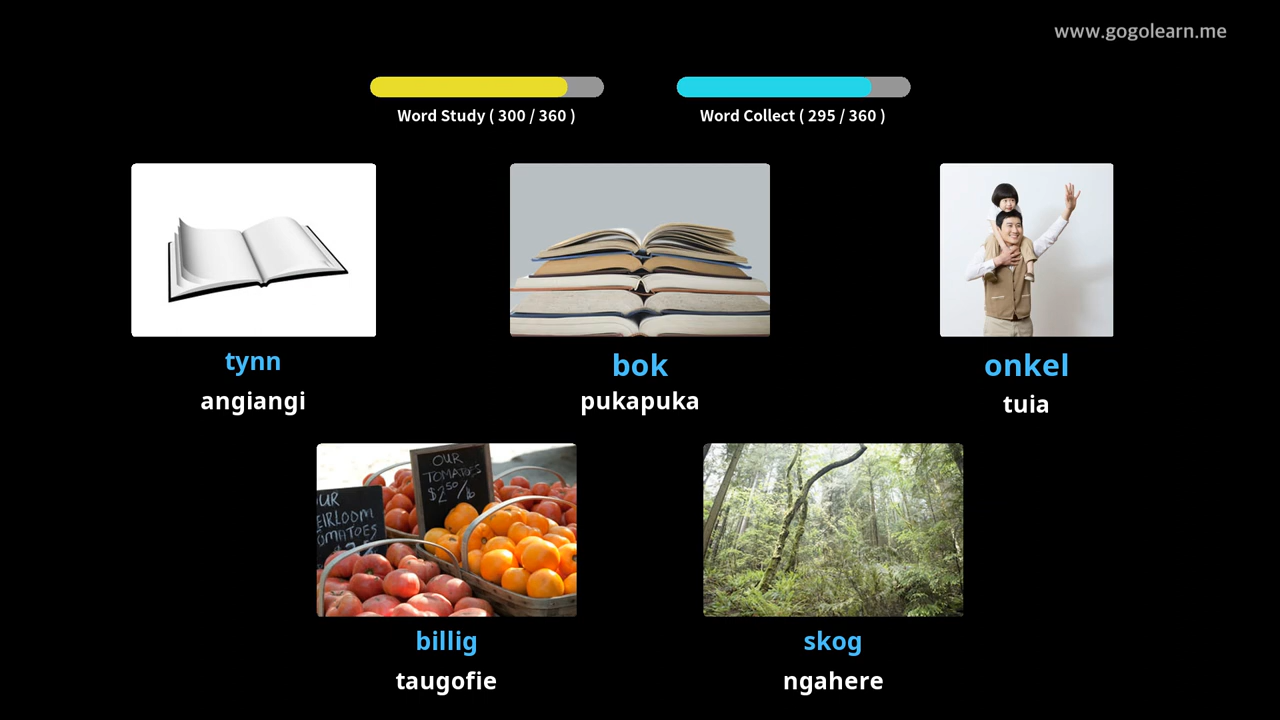 www.gogolearn.me
Word Study ( 300 / 360 )
Word Collect ( 295 / 360 )
tynn
angiangi
bok
pukapuka
onkel
tuia
OUR
TOMATOES
$2.50/lb
UR
EIRLOOM
OMATOES
billig
taugofie
skog
ngahere